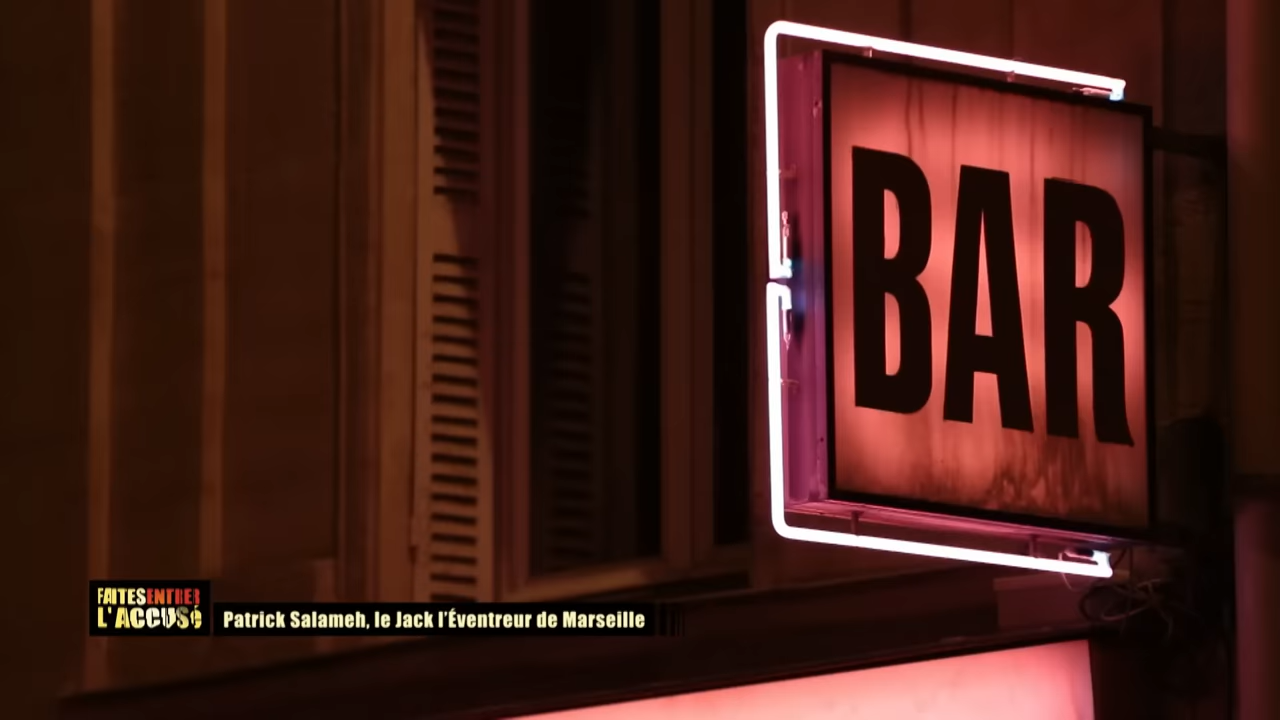 BAR
FAITES ENTRER
L'ACCUSÉ
Patrick Salameh, le Jack l'Éventreur de Marseille